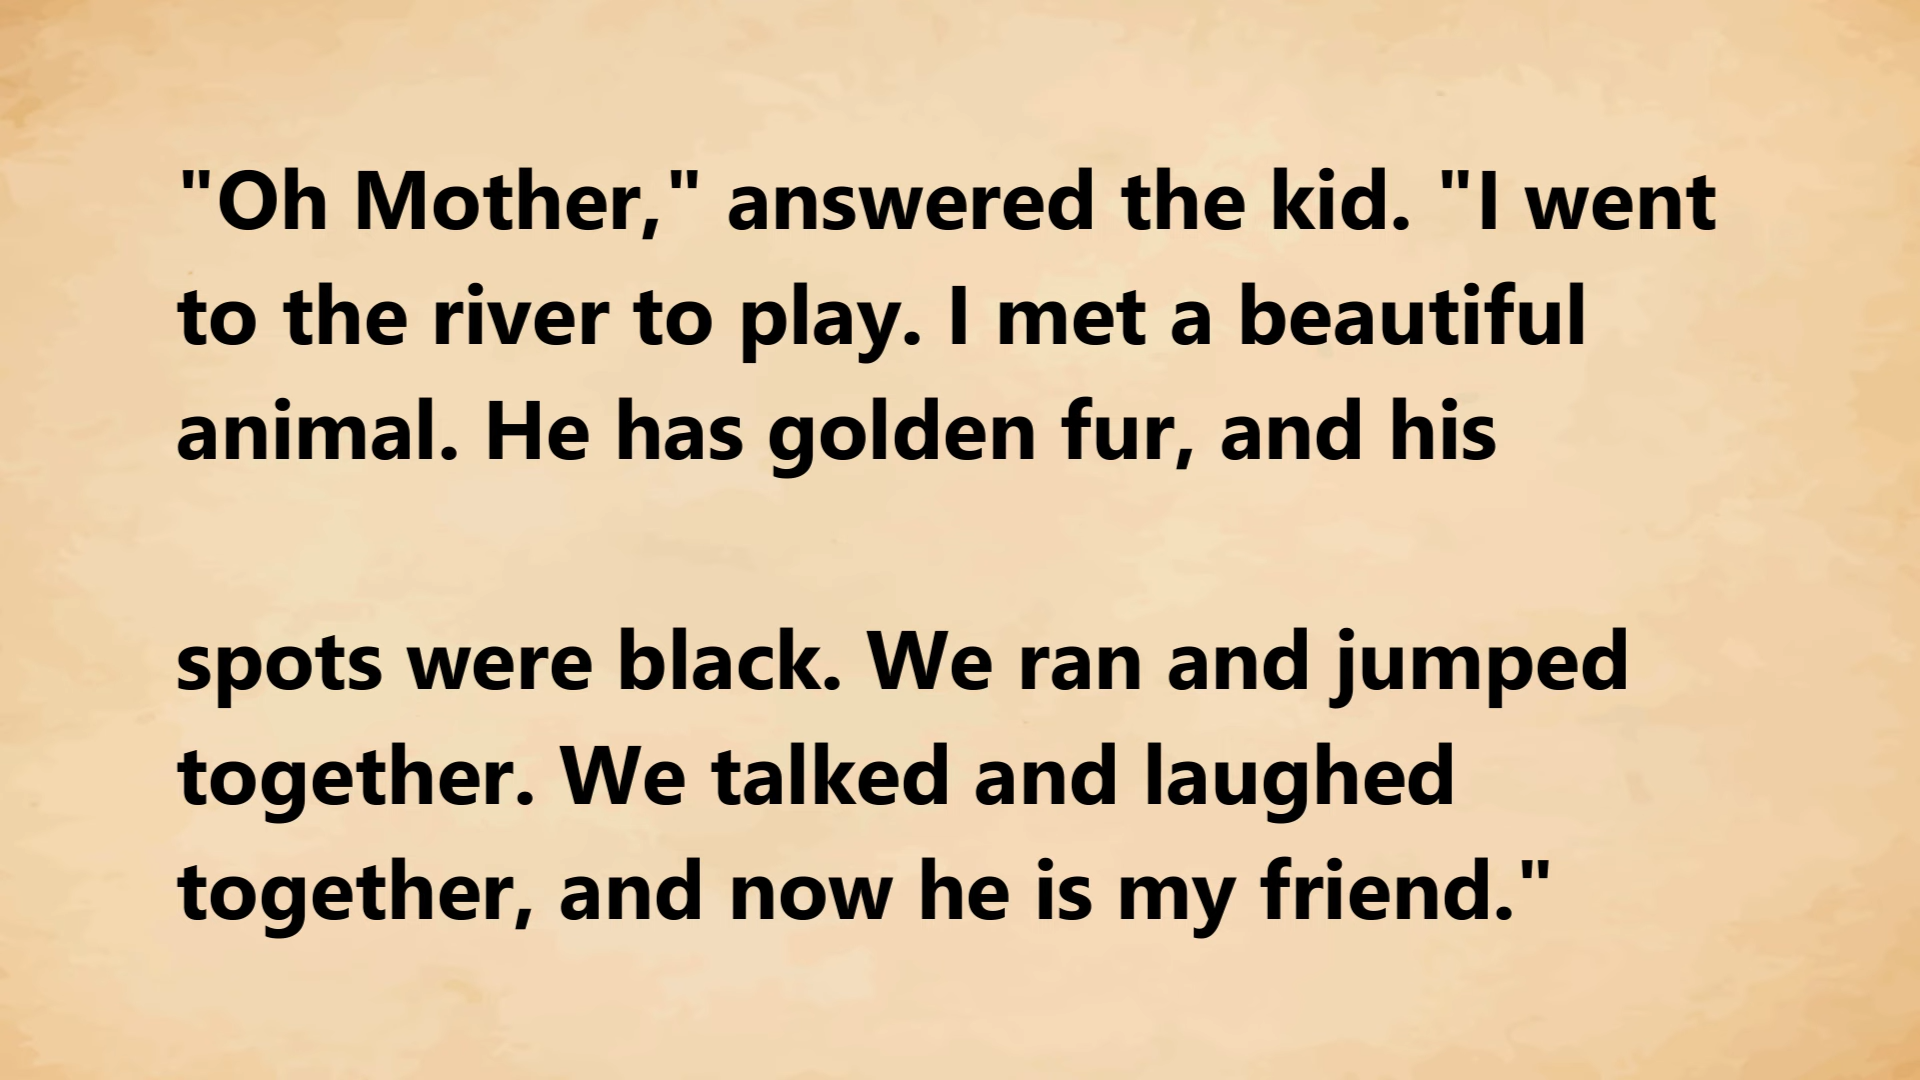 "Oh Mother," answered the kid. "I went
to the river to play. I met a beautiful
animal. He has golden fur, and his
spots were black. We ran and jumped
together. We talked and laughed
together, and now he is my friend."